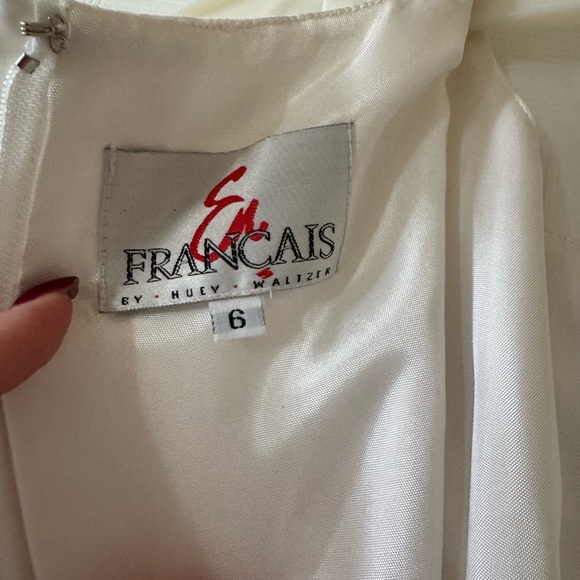 En
FRANÇAIS
BY · HUEY · WALTZER
6